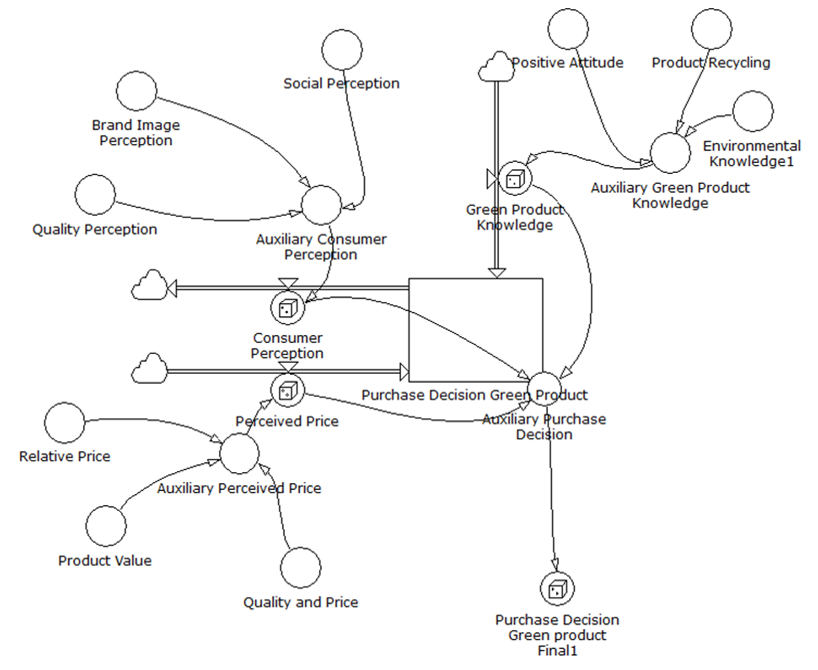 Positive Attitude
Product Recycling
Social Perception
Brand Image
Perception
Environmental
Knowledge1
Auxiliary Green Product
Knowledge
Quality Perception
Green Product
Knowledge
Auxiliary Consumer
Perception
Consumer
Perception
Purchase Decision Green Product
Perceived Price
Auxiliary Purchase
Decision
Relative Price
Auxiliary Perceived Price
Product Value
Quality and Price
Purchase Decision
Green product
Final1